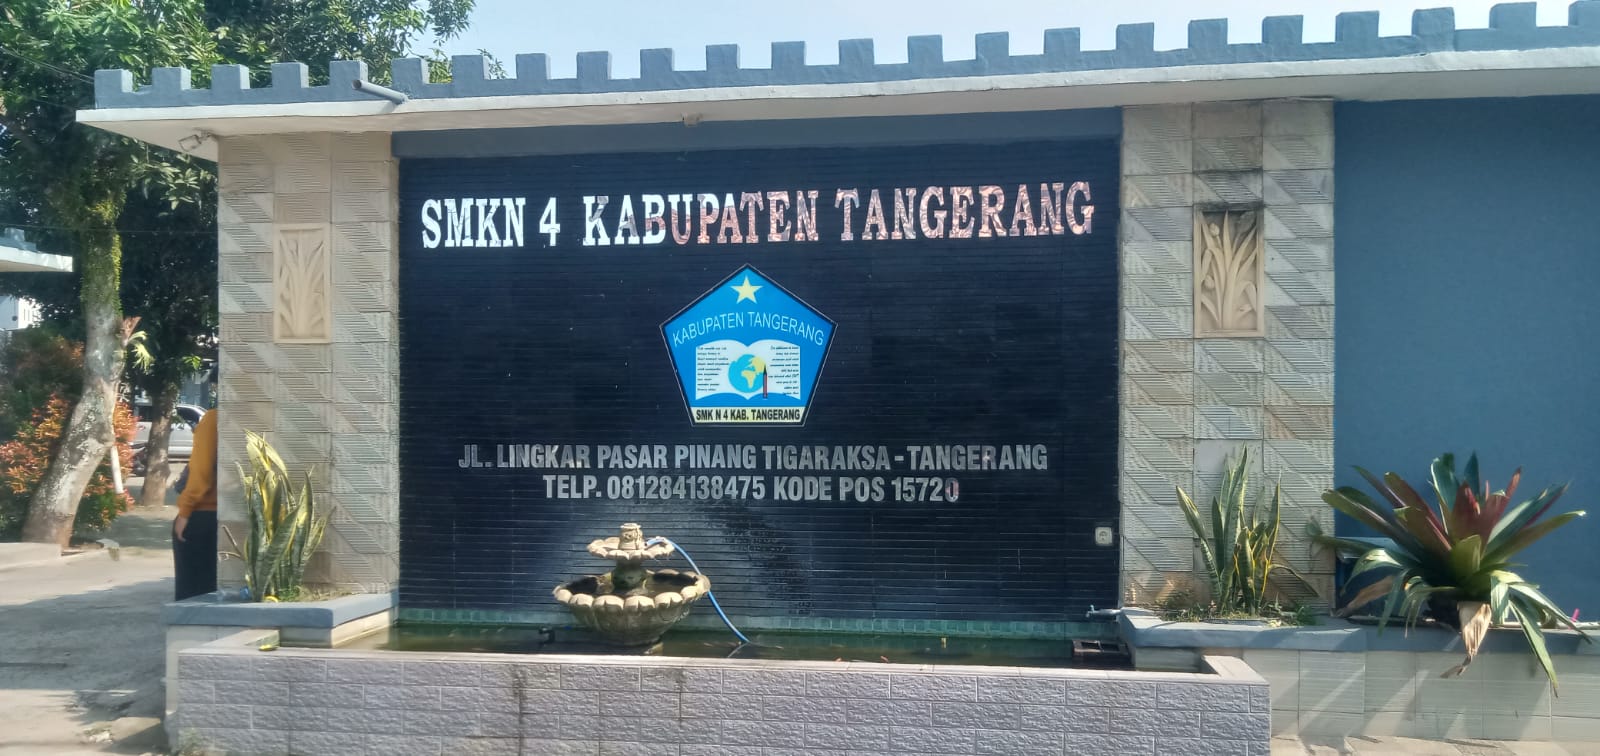 SMKN 4 KABUPATEN TANGERANG
KABUPATEN TANGERANG
SMK N 4 KAB. TANGERANG
JL. LINGKAR PASAR PINANG TIGARAKSA - TANGERANG
TELP. 081284138475 KODE POS 15720